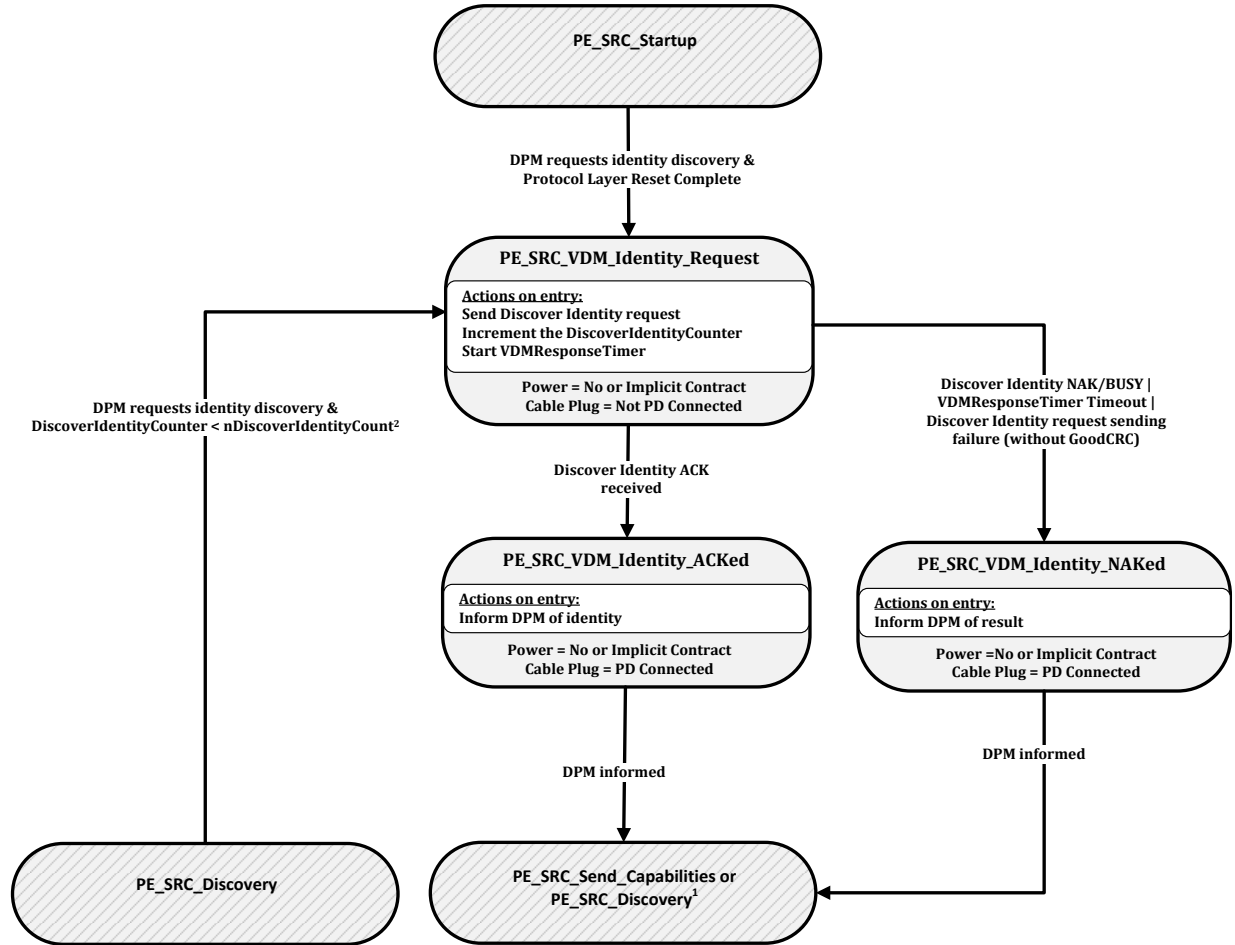 PE_SRC_Startup
DPM requests identity discovery &
Protocol Layer Reset Complete
PE_SRC_VDM_Identity_Request
Actions on entry:
Send Discover Identity request
Increment the DiscoverIdentityCounter
Start VDMResponseTimer
Power = No or Implicit Contract
Cable Plug = Not PD Connected
DPM requests identity discovery &
DiscoverIdentityCounter < nDiscoverIdentityCount²
Discover Identity NAK/BUSY |
VDMResponseTimer Timeout |
Discover Identity request sending
failure (without GoodCRC)
Discover Identity ACK
received
PE_SRC_VDM_Identity_ACKed
Actions on entry:
Inform DPM of identity
Power = No or Implicit Contract
Cable Plug = PD Connected
PE_SRC_VDM_Identity_NAKed
Actions on entry:
Inform DPM of result
Power =No or Implicit Contract
Cable Plug = PD Connected
DPM informed
DPM informed
PE_SRC_Discovery
PE_SRC_Send_Capabilities or
PE_SRC_Discovery¹